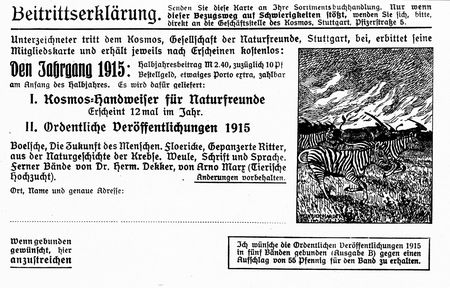 Beitrittserklärung.
Senden Sie diese Karte an Ihre Sortimentsbuchhandlung. Nur wenn
dieser Bezugsweg auf Schwierigkeiten stößt, wenden Sie sich, bitte,
direkt an die Geschäftsstelle des Kosmos, Stuttgart, Pfizerstraße 5.
Unterzeichneter tritt dem Kosmos, Gesellschaft der Naturfreunde, Stuttgart, bei, erbittet seine
Mitgliedskarte und erhält jeweils nach Erscheinen kostenlos:
Den Jahrgang 1915:
Halbjahrsbeitrag M 2.40, zuzüglich 10 Pf
Bestellgeld, etwaiges Porto extra, zahlbar
am Anfang des Halbjahres. Es wird dafür geliefert:
I. Kosmos=Handweiser für Naturfreunde
Erscheint 12 mal im Jahr.
II. Ordentliche Veröffentlichungen 1915
Boelsche, Die Zukunft des Menschen. Floericke, Gepanzerte Ritter,
aus der Naturgeschichte der Krebse. Weule, Schrift und Sprache.
Ferner Bände von Dr. Herm. Dekker, von Arno Marx (Tierische
Hochzucht).
Änderungen vorbehalten.
Ort, Name und genaue Adresse:
Wenn gebunden
gewünscht, hier
anzustreichen
Ich wünsche die Ordentlichen Veröffentlichungen 1915
in fünf Bänden gebunden (Ausgabe B) gegen einen
Aufschlag von 55 Pfennig für den Band zu erhalten.